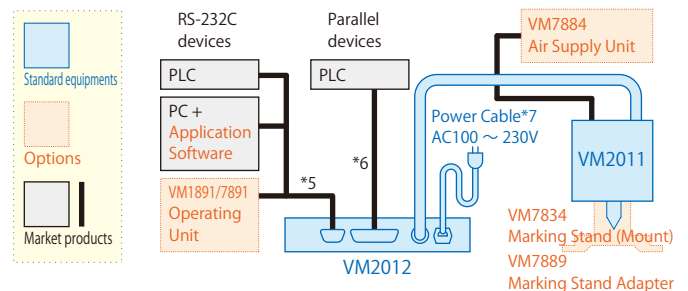 Standard equipments
Options
Market products
RS-232C
devices
PLC
PC +
Application
Software
VM1891/7891
Operating
Unit
Parallel
devices
PLC
*5
*6
Power Cable*7
AC100 ～ 230V
VM2012
VM7884
Air Supply Unit
VM2011
VM7834
Marking Stand (Mount)
VM7889
Marking Stand Adapter